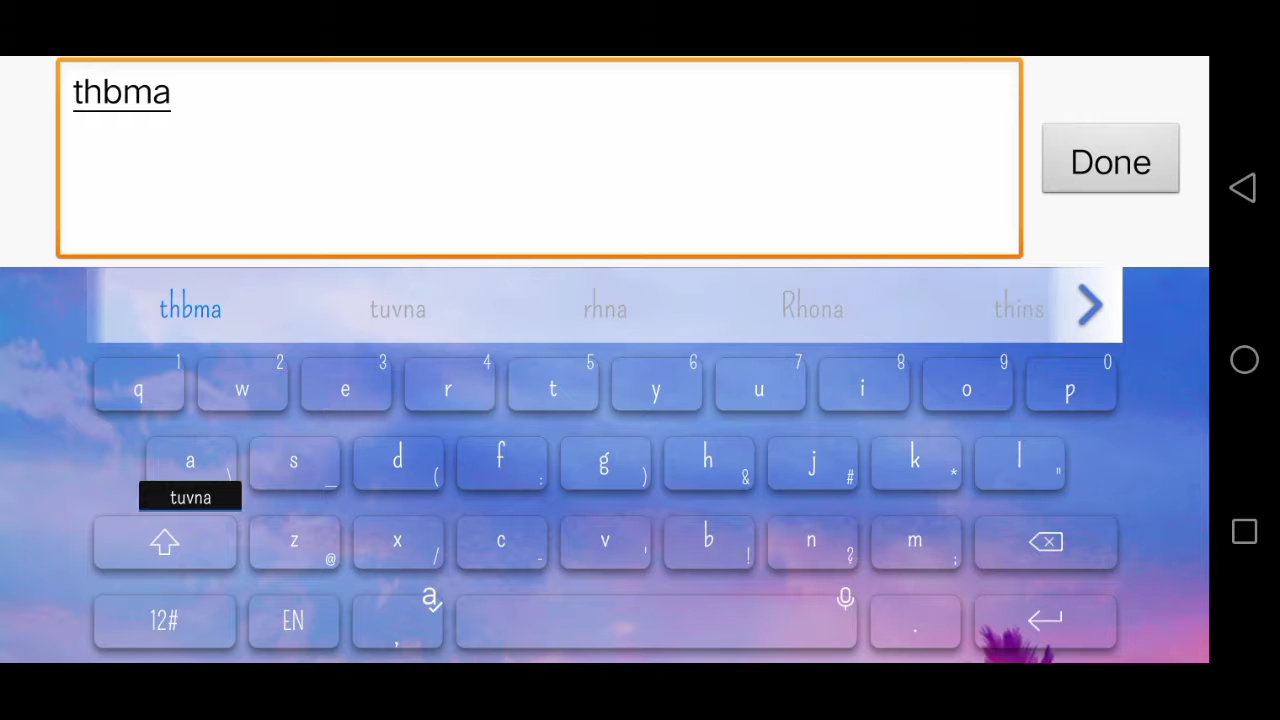 thbma
Done
thbma tuvna rhna Rhona thins
1 2 3 4 5 6 7 8 9 0
q w e r t y u i o p
a s d f g h j k l
\ _ ( : ) & # * "
tuvna
z x c v b n m
@ / - ' ! ? ;
12# EN , a .